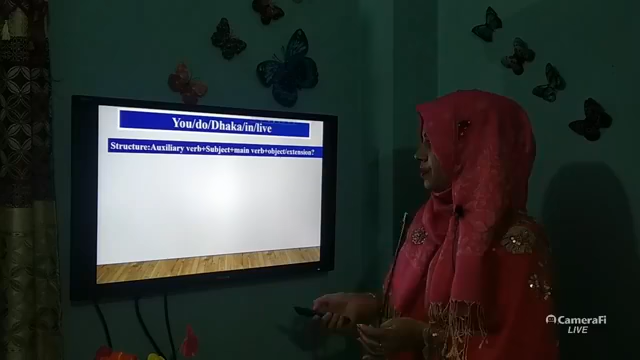 You/do/Dhaka/in/live
Structure:Auxiliary verb+Subject+main verb+object/extension?
CameraFi
LIVE